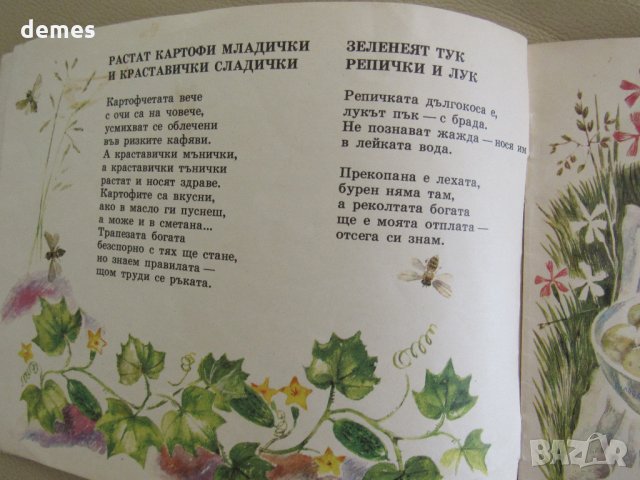 demes
РАСТАТ КАРТОФИ МЛАДИЧКИ
И КРАСТАВИЧКИ СЛАДИЧКИ
Картофчетата вече
с очи са на човече,
усмихват се облечени
във ризките кафяви.
А краставички мънички,
а краставички тънички
растат и носят здраве.
Картофите са вкусни,
ако в масло ги пуснеш,
а може и в сметана...
Трапезата богата
безспорно с тях ще стане,
но знаем правилата —
щом труди се ръката.
ЗЕЛЕНЕЯТ ТУК
РЕПИЧКИ И ЛУК
Репичката дългокоса е,
лукът пък — с брада.
Не познават жажда — нося им
в лейката вода.
Прекопана е лехата,
бурен няма там,
а реколтата богата
ще е моята отплата —
отсега си знам.
BAZAR